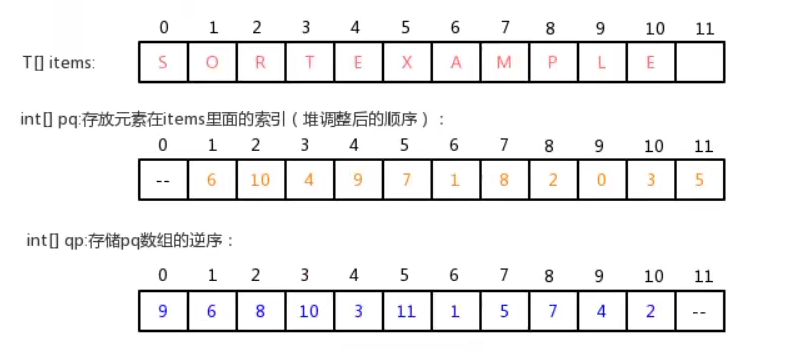 0 1 2 3 4 5 6 7 8 9 10 11
T[] items: S O R T E X A M P L E
int[] pq:存放元素在items里面的索引（堆调整后的顺序）：
0 1 2 3 4 5 6 7 8 9 10 11
-- 6 10 4 9 7 1 8 2 0 3 5
int[] qp:存储pq数组的逆序：
0 1 2 3 4 5 6 7 8 9 10 11
9 6 8 10 3 11 1 5 7 4 2 --